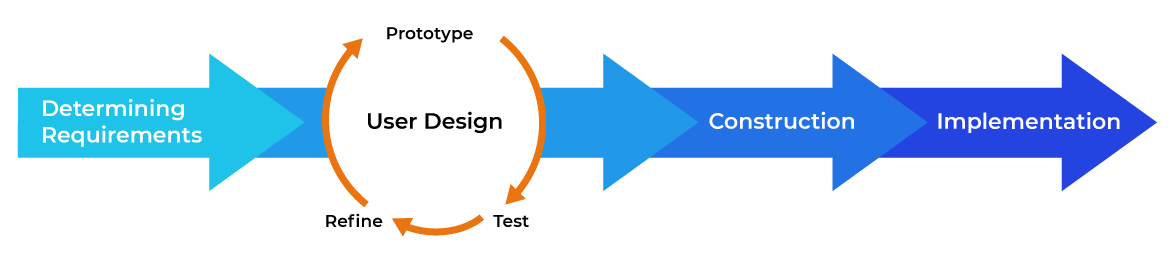 Determining
Requirements
Prototype
User Design
Refine
Test
Construction
Implementation